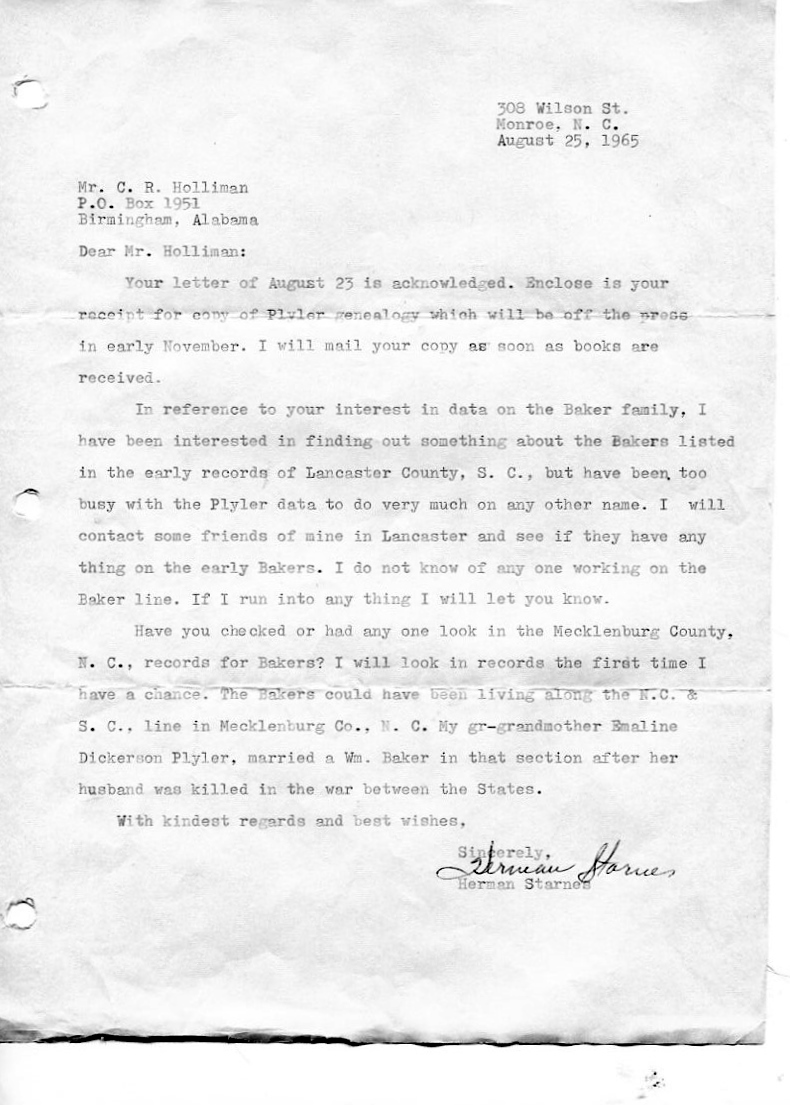 308 Wilson St.
Monroe, N. C.
August 25, 1965
Mr. C. R. Holliman
P.O. Box 1951
Birmingham, Alabama
Dear Mr. Holliman:
Your letter of August 23 is acknowledged. Enclose is your
receipt for copy of Plyler genealogy which will be off the press
in early November. I will mail your copy as soon as books are
received.
In reference to your interest in data on the Baker family, I
have been interested in finding out something about the Bakers listed
in the early records of Lancaster County, S. C., but have been too
busy with the Plyler data to do very much on any other name. I will
contact some friends of mine in Lancaster and see if they have any
thing on the early Bakers. I do not know of any one working on the
Baker line. If I run into any thing I will let you know.
Have you checked or had any one look in the Mecklenburg County,
N. C., records for Bakers? I will look in records the first time I
have a chance. The Bakers could have been living along the N.C. &
S. C., line in Mecklenburg Co., N. C. My gr-grandmother Emaline
Dickerson Plyler, married a Wm. Baker in that section after her
husband was killed in the war between the States.
With kindest regards and best wishes,
Sincerely,
Herman Starnes
Herman Starnes